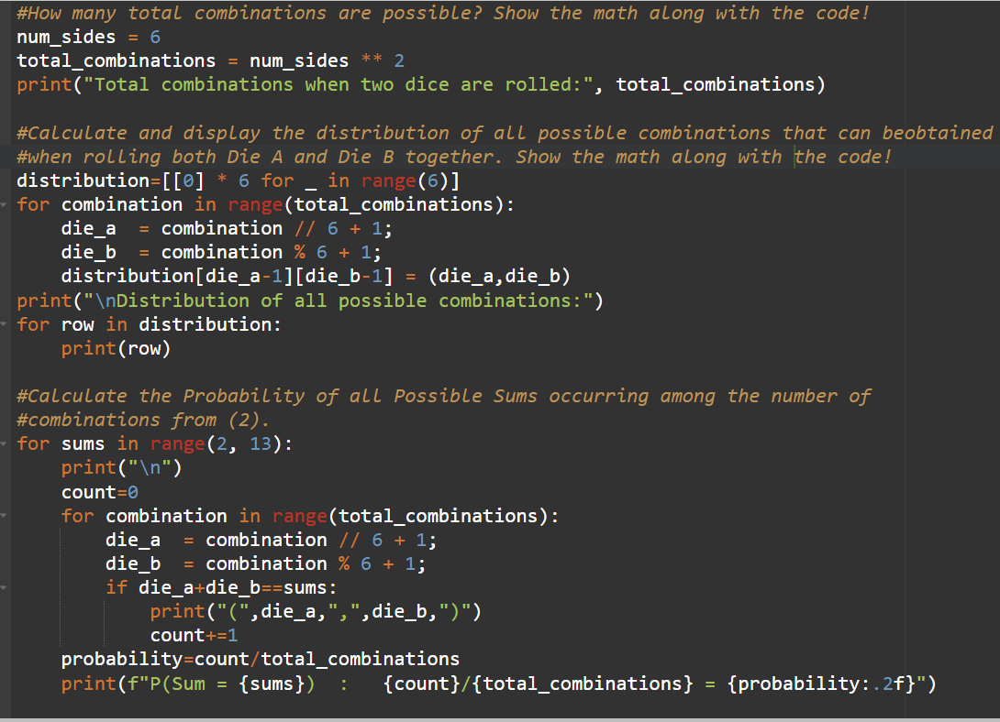 #How many total combinations are possible? Show the math along with the code!
num_sides = 6
total_combinations = num_sides ** 2
print("Total combinations when two dice are rolled:", total_combinations)

#Calculate and display the distribution of all possible combinations that can beobtained
#when rolling both Die A and Die B together. Show the math along with the code!
distribution=[[0] * 6 for _ in range(6)]
for combination in range(total_combinations):
    die_a  = combination // 6 + 1;
    die_b  = combination % 6 + 1;
    distribution[die_a-1][die_b-1] = (die_a,die_b)
print("\nDistribution of all possible combinations:")
for row in distribution:
    print(row)

#Calculate the Probability of all Possible Sums occurring among the number of
#combinations from (2).
for sums in range(2, 13):
    print("\n")
    count=0
    for combination in range(total_combinations):
        die_a  = combination // 6 + 1;
        die_b  = combination % 6 + 1;
        if die_a+die_b==sums:
            print("(",die_a,",",die_b,")")
            count+=1
    probability=count/total_combinations
    print(f"P(Sum = {sums})  :   {count}/{total_combinations} = {probability:.2f}")